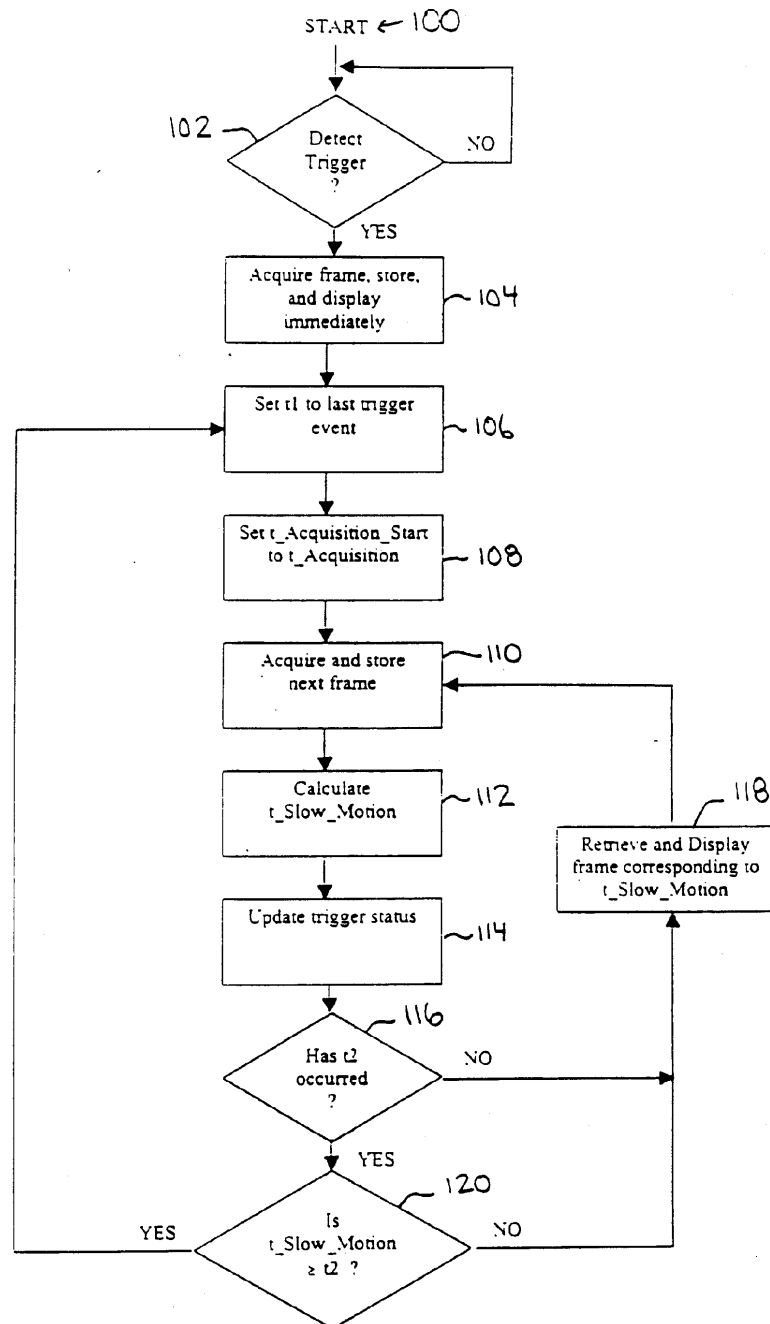 START ← 100
102
Detect
Trigger
?
NO
YES
Acquire frame, store,
and display
immediately
104
Set t1 to last trigger
event
106
Set t_Acquisition_Start
to t_Acquisition
108
Acquire and store
next frame
110
Calculate
t_Slow_Motion
112
118
Retrieve and Display
frame corresponding to
t_Slow_Motion
Update trigger status
114
116
Has t2
occurred
?
NO
YES
120
YES
Is
t_Slow_Motion
≥ t2 ?
NO